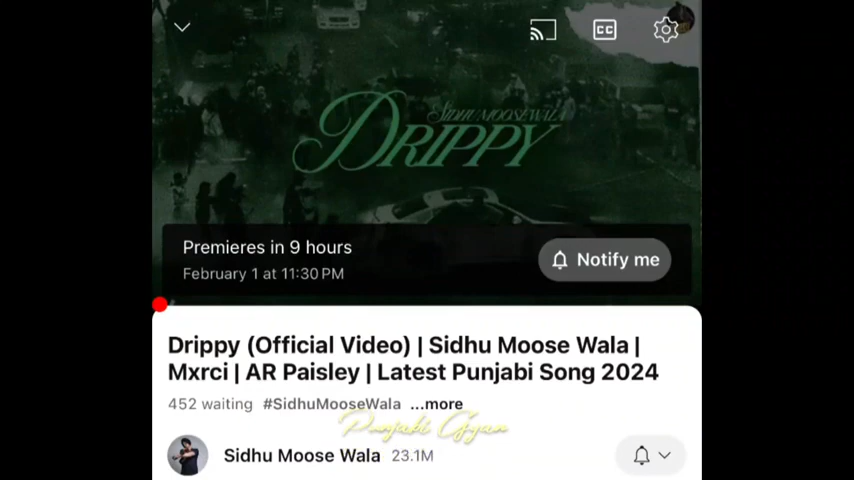 CC
SIDHU MOOSEWALA
DRIPPY
Premieres in 9 hours
February 1 at 11:30 PM
Notify me
Drippy (Official Video) | Sidhu Moose Wala |
Mxrci | AR Paisley | Latest Punjabi Song 2024
452 waiting #SidhuMooseWala ...more
Punjabi Gyan
Sidhu Moose Wala 23.1M